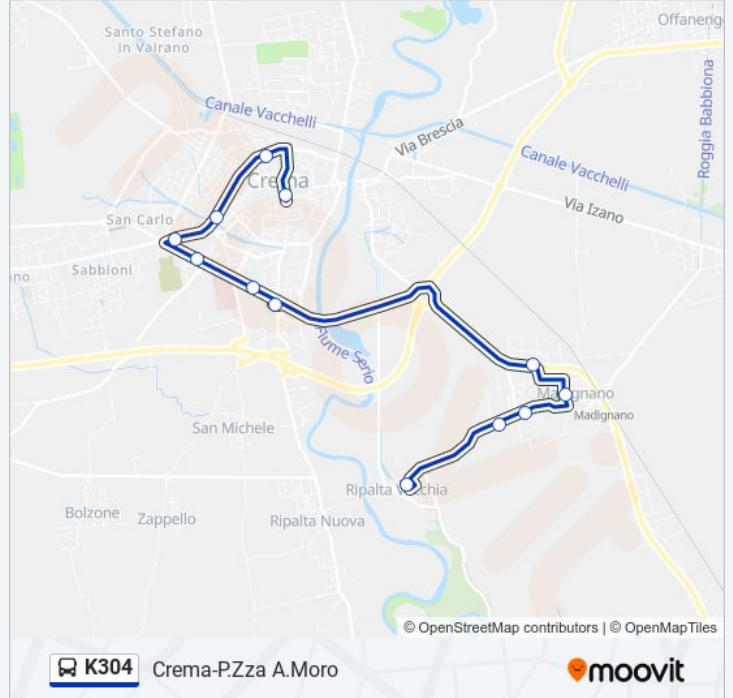 Offaneng
Santo Stefano
in Vairano
Canale Vacchelli
Via Brescia
Roggia Babbiona
Canale Vacchelli
Crema
Via Izano
San Carlo
Sabbioni
no
Fiume Serio
Madignano
Madignano
San Michele
Ripalta Vecchia
Bolzone
Zappello
Ripalta Nuova
© OpenStreetMap contributors | © OpenMapTiles
K304 Crema-P.Zza A.Moro
moovit